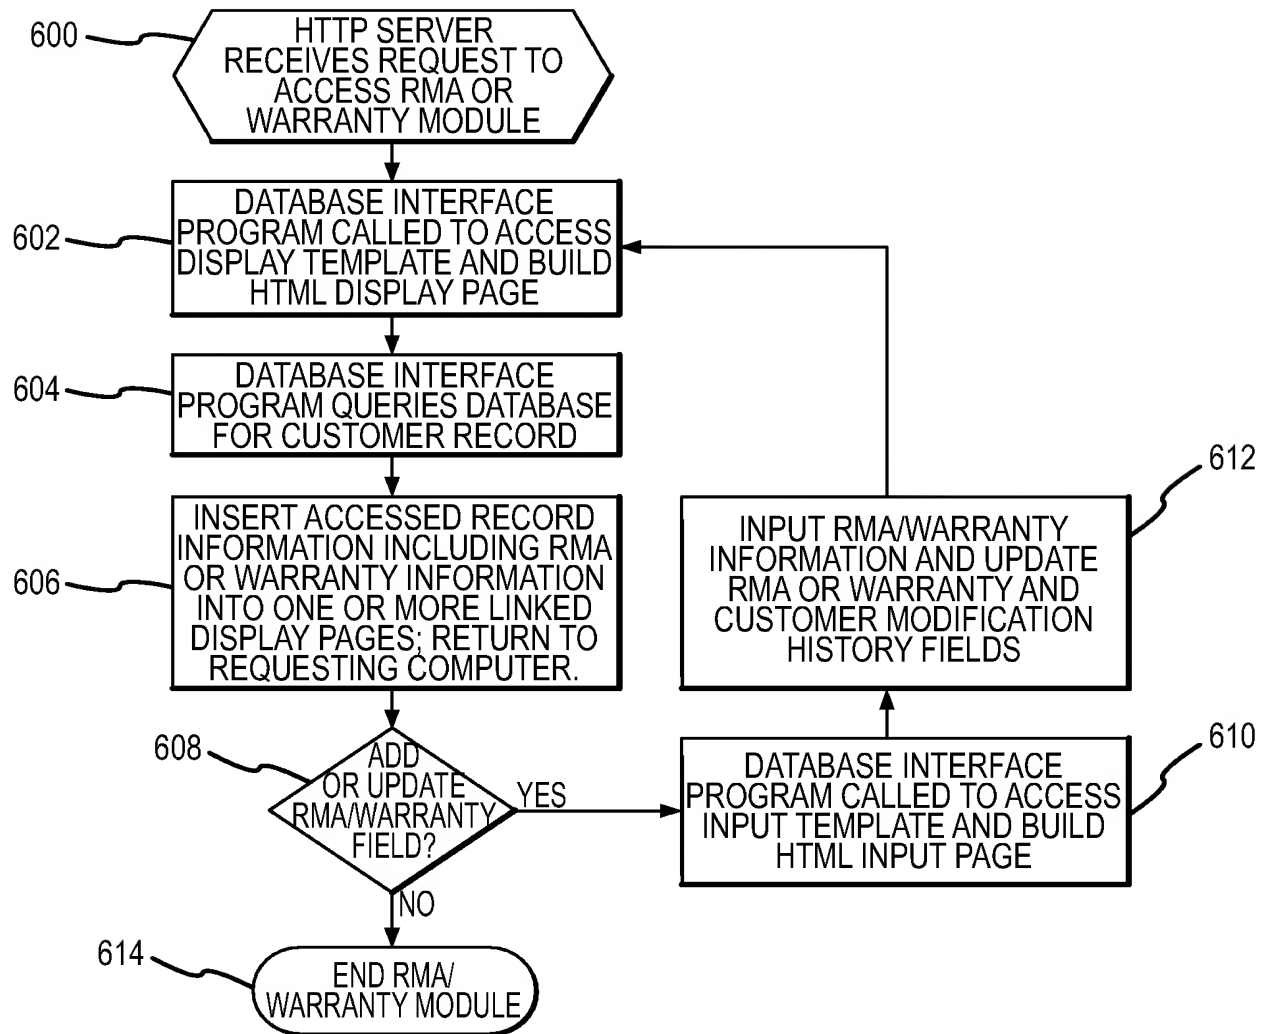 600
HTTP SERVER
RECEIVES REQUEST TO
ACCESS RMA OR
WARRANTY MODULE
602
DATABASE INTERFACE
PROGRAM CALLED TO ACCESS
DISPLAY TEMPLATE AND BUILD
HTML DISPLAY PAGE
604
DATABASE INTERFACE
PROGRAM QUERIES DATABASE
FOR CUSTOMER RECORD
606
INSERT ACCESSED RECORD
INFORMATION INCLUDING RMA
OR WARRANTY INFORMATION
INTO ONE OR MORE LINKED
DISPLAY PAGES; RETURN TO
REQUESTING COMPUTER.
608
ADD
OR UPDATE
RMA/WARRANTY
FIELD?
YES
NO
610
DATABASE INTERFACE
PROGRAM CALLED TO ACCESS
INPUT TEMPLATE AND BUILD
HTML INPUT PAGE
612
INPUT RMA/WARRANTY
INFORMATION AND UPDATE
RMA OR WARRANTY AND
CUSTOMER MODIFICATION
HISTORY FIELDS
614
END RMA/
WARRANTY MODULE